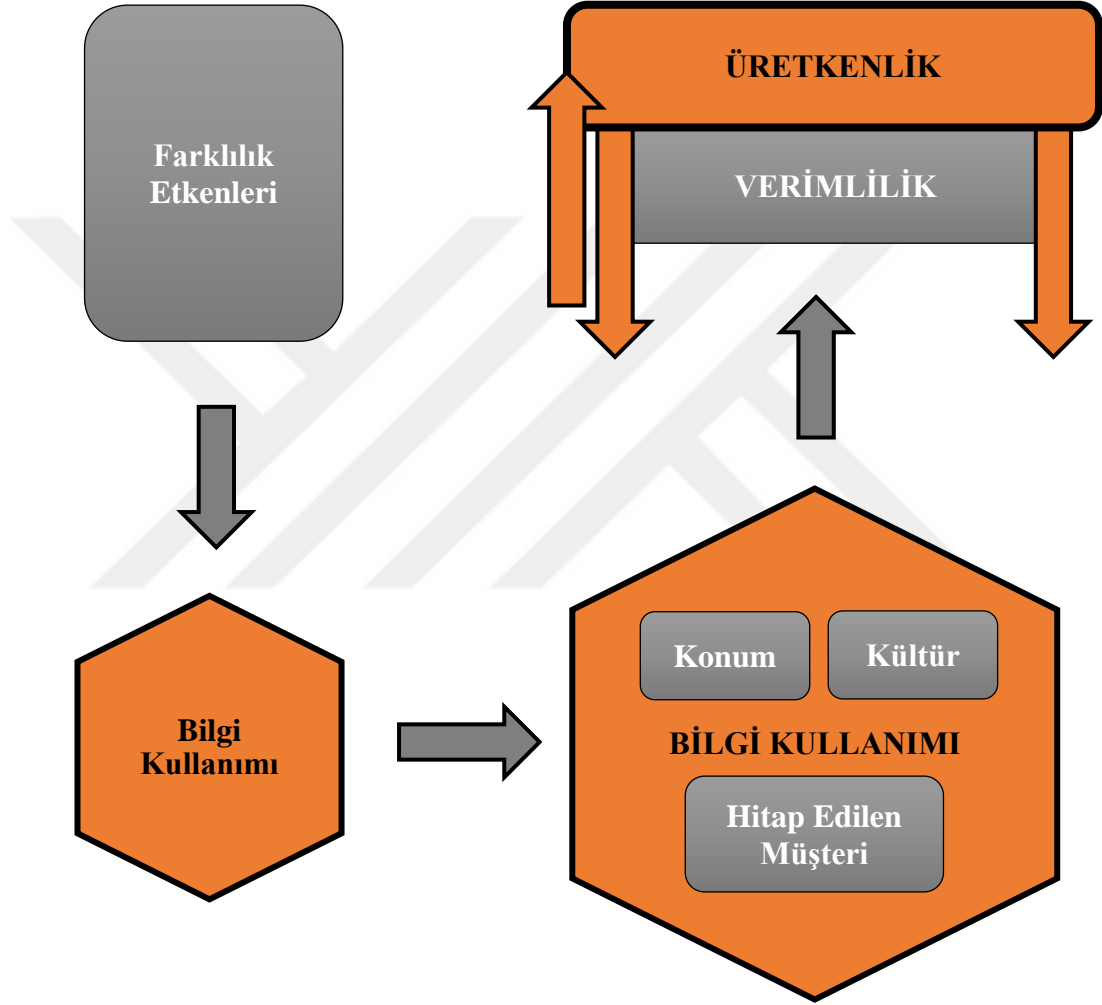 Farklılık
Etkenleri
ÜRETKENLİK
VERİMLİLİK
Bilgi
Kullanımı
Konum
Kültür
BİLGİ KULLANIMI
Hitap Edilen
Müşteri